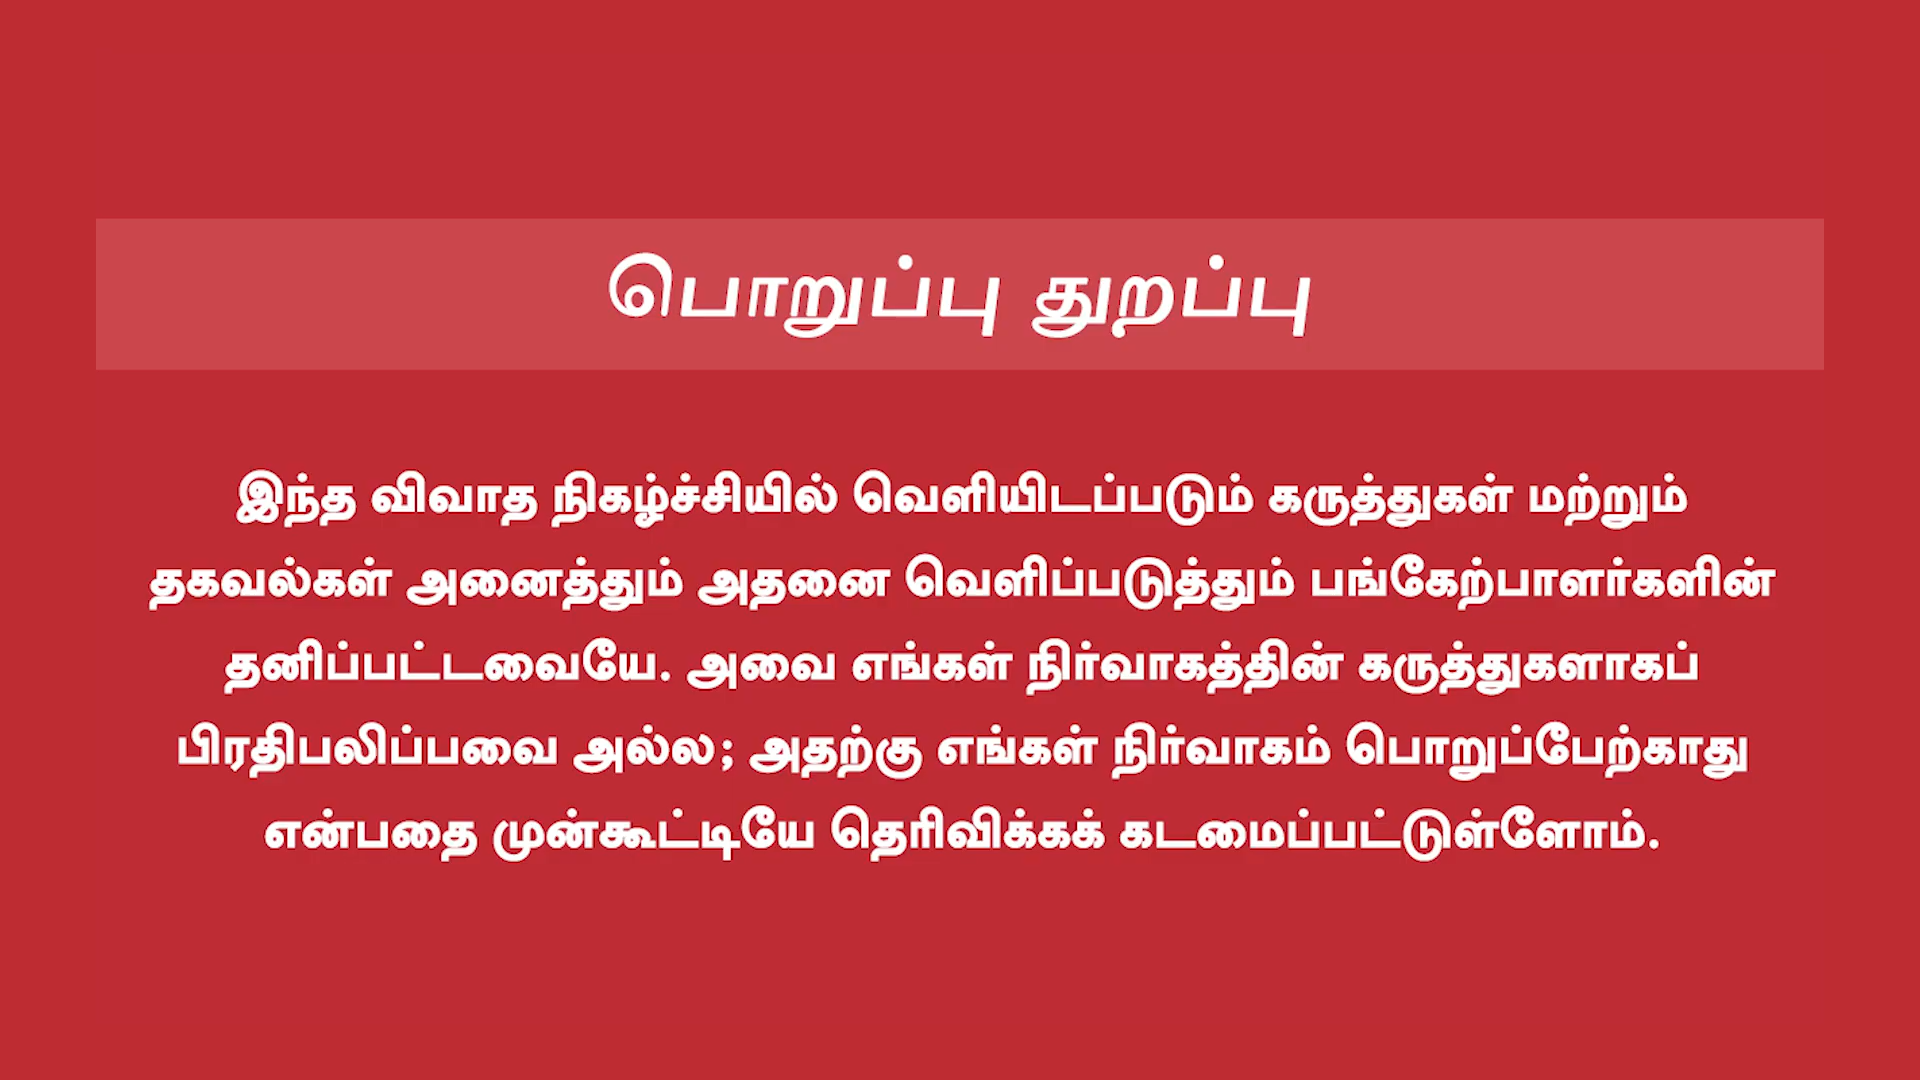 பொறுப்பு துறப்பு
இந்த விவாத நிகழ்ச்சியில் வெளியிடப்படும் கருத்துகள் மற்றும்
தகவல்கள் அனைத்தும் அதனை வெளிப்படுத்தும் பங்கேற்பாளர்களின்
தனிப்பட்டவையே. அவை எங்கள் நிர்வாகத்தின் கருத்துகளாகப்
பிரதிபலிப்பவை அல்ல; அதற்கு எங்கள் நிர்வாகம் பொறுப்பேற்காது
என்பதை முன்கூட்டியே தெரிவிக்கக் கடமைப்பட்டுள்ளோம்.